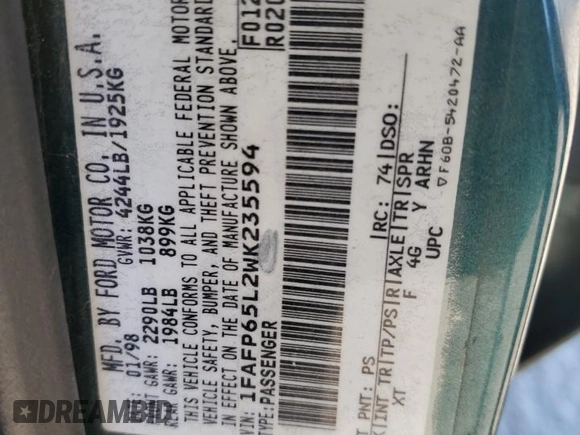 MFD. BY FORD MOTOR CO. IN U.S.A.
01/98 GVWR: 4244LB/1925KG
FRONT GAWR: 2290LB 1038KG
REAR GAWR: 1984LB 899KG
THIS VEHICLE CONFORMS TO ALL APPLICABLE FEDERAL MOTOR
VEHICLE SAFETY, BUMPER, AND THEFT PREVENTION STANDARD
IN EFFECT ON THE DATE OF MANUFACTURE SHOWN ABOVE.
VIN: 1FAFP65L2WK235594
TYPE: PASSENGER
F012
R020
PNT: PS RC: 74 DSO:
INT TR TP/PS R AXLE TR SPR
XT F 4G Y ARHN
UPC
▽F60B-5420472-AA
DREAMBID